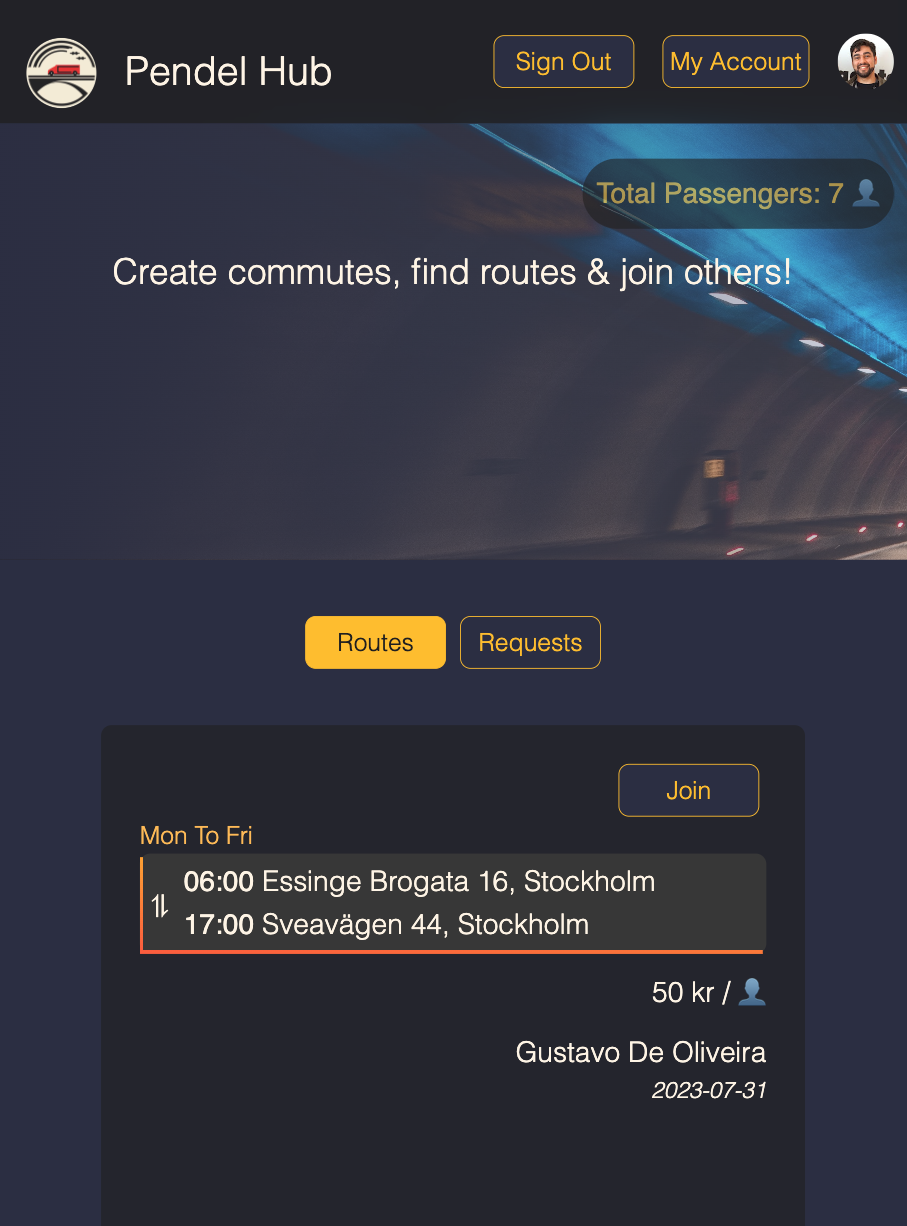 Pendel Hub
Sign Out
My Account
Total Passengers: 7
Create commutes, find routes & join others!
Routes
Requests
Join
Mon To Fri
06:00 Essinge Brogata 16, Stockholm
17:00 Sveavägen 44, Stockholm
50 kr /
Gustavo De Oliveira
2023-07-31